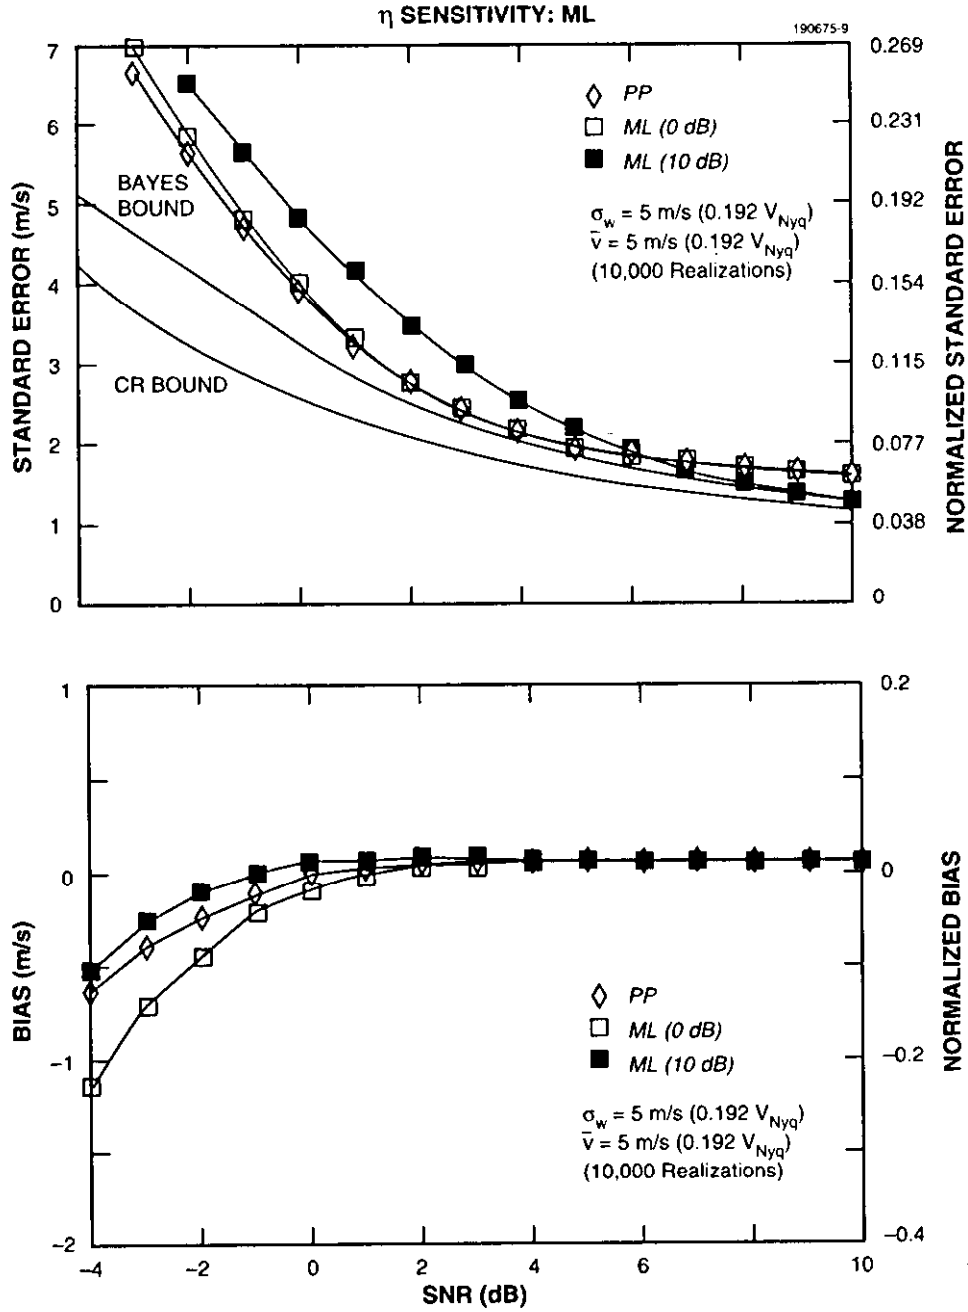 η SENSITIVITY: ML
190675-9
7
6
5
4
3
2
1
0
STANDARD ERROR (m/s)
BAYES
BOUND
CR BOUND
PP
ML (0 dB)
ML (10 dB)
σw = 5 m/s (0.192 VNyq)
v̄ = 5 m/s (0.192 VNyq)
(10,000 Realizations)
0.269
0.231
0.192
0.154
0.115
0.077
0.038
0
NORMALIZED STANDARD ERROR
1
0
−1
−2
BIAS (m/s)
PP
ML (0 dB)
ML (10 dB)
σw = 5 m/s (0.192 VNyq)
v̄ = 5 m/s (0.192 VNyq)
(10,000 Realizations)
0.2
0
−0.2
−0.4
NORMALIZED BIAS
−4 −2 0 2 4 6 8 10
SNR (dB)